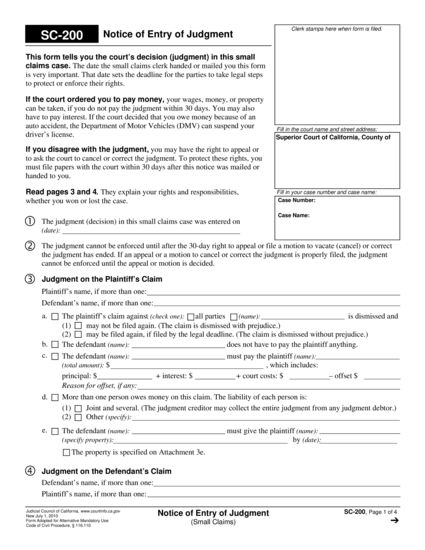 SC-200
Notice of Entry of Judgment
Clerk stamps here when form is filed.
This form tells you the court's decision (judgment) in this small
claims case. The date the small claims clerk handed or mailed you this form
is very important. That date sets the deadline for the parties to take legal steps
to protect or enforce their rights.
If the court ordered you to pay money, your wages, money, or property
can be taken, if you do not pay the judgment within 30 days. You may also
have to pay interest. If the court decided that you owe money because of an
auto accident, the Department of Motor Vehicles (DMV) can suspend your
driver's license.
If you disagree with the judgment, you may have the right to appeal or
to ask the court to cancel or correct the judgment. To protect these rights, you
must file papers with the court within 30 days after this notice was mailed or
handed to you.
Read pages 3 and 4. They explain your rights and responsibilities,
whether you won or lost the case.
Fill in the court name and street address.
Superior Court of California, County of
Fill in your case number and case name:
Case Number:
Case Name:
1 The judgment (decision) in this small claims case was entered on
(date):
2 The judgment cannot be enforced until after the 30-day right to appeal or file a motion to vacate (cancel) or correct
the judgment has ended. If an appeal or a motion to cancel or correct the judgment is properly filed, the judgment
cannot be enforced until the appeal or motion is decided.
3 Judgment on the Plaintiff's Claim
Plaintiff's name, if more than one:
Defendant's name, if more than one:
a. The plaintiff's claim against (check one): all parties (name): is dismissed and
(1) may not be filed again. (The claim is dismissed with prejudice.)
(2) may be filed again, if filed by the legal deadline. (The claim is dismissed without prejudice.)
b. The defendant (name): does not have to pay the plaintiff anything.
c. The defendant (name): must pay the plaintiff (name):
(total amount): $ , which includes:
principal: $ + interest: $ + court costs: $ – offset $
Reason for offset, if any:
d. More than one person owes money on this claim. The liability of each person is:
(1) Joint and several. (The judgment creditor may collect the entire judgment from any judgment debtor.)
(2) Other (specify):
e. The defendant (name): must give the plaintiff (name):
(specify property): by (date):
The property is specified on Attachment 3e.
4 Judgment on the Defendant's Claim
Defendant's name, if more than one:
Plaintiff's name, if more than one:
Judicial Council of California, www.courtinfo.ca.gov
New July 1, 2010
Form Adopted for Alternative Mandatory Use
Code of Civil Procedure, § 116.110
Notice of Entry of Judgment
(Small Claims)
SC-200, Page 1 of 4
➔